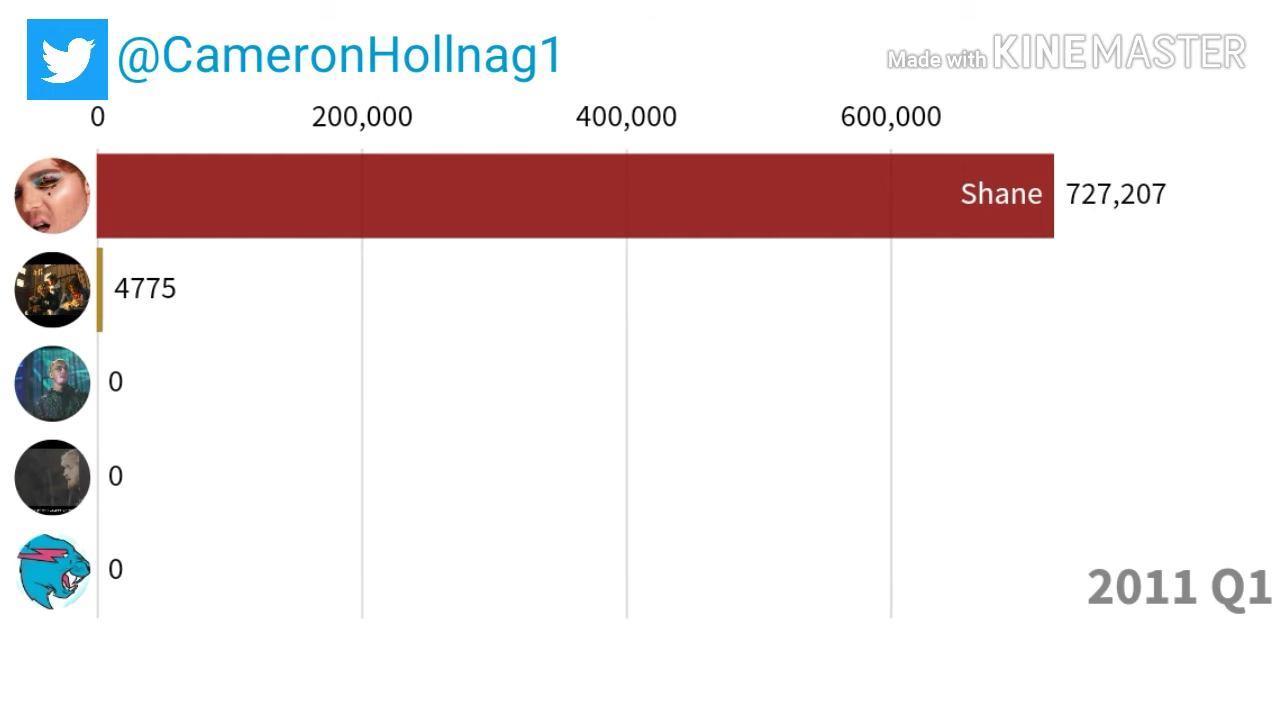 @CameronHollnag1
Made with KINEMASTER
0 200,000 400,000 600,000
Shane 727,207
4775
0
0
0
2011 Q1